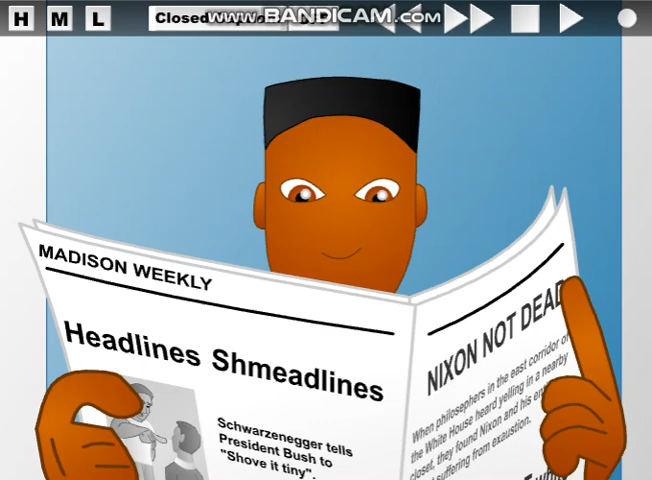 H M L
Closed
www.BANDICAM.com
MADISON WEEKLY
Headlines Shmeadlines
Schwarzenegger tells
President Bush to
"Shove it tiny".
NIXON NOT DEAD
When philosephers in the east corridor of
the White House heard yelling in a nearby
closet, they found Nixon and his
suffering from exaustion.